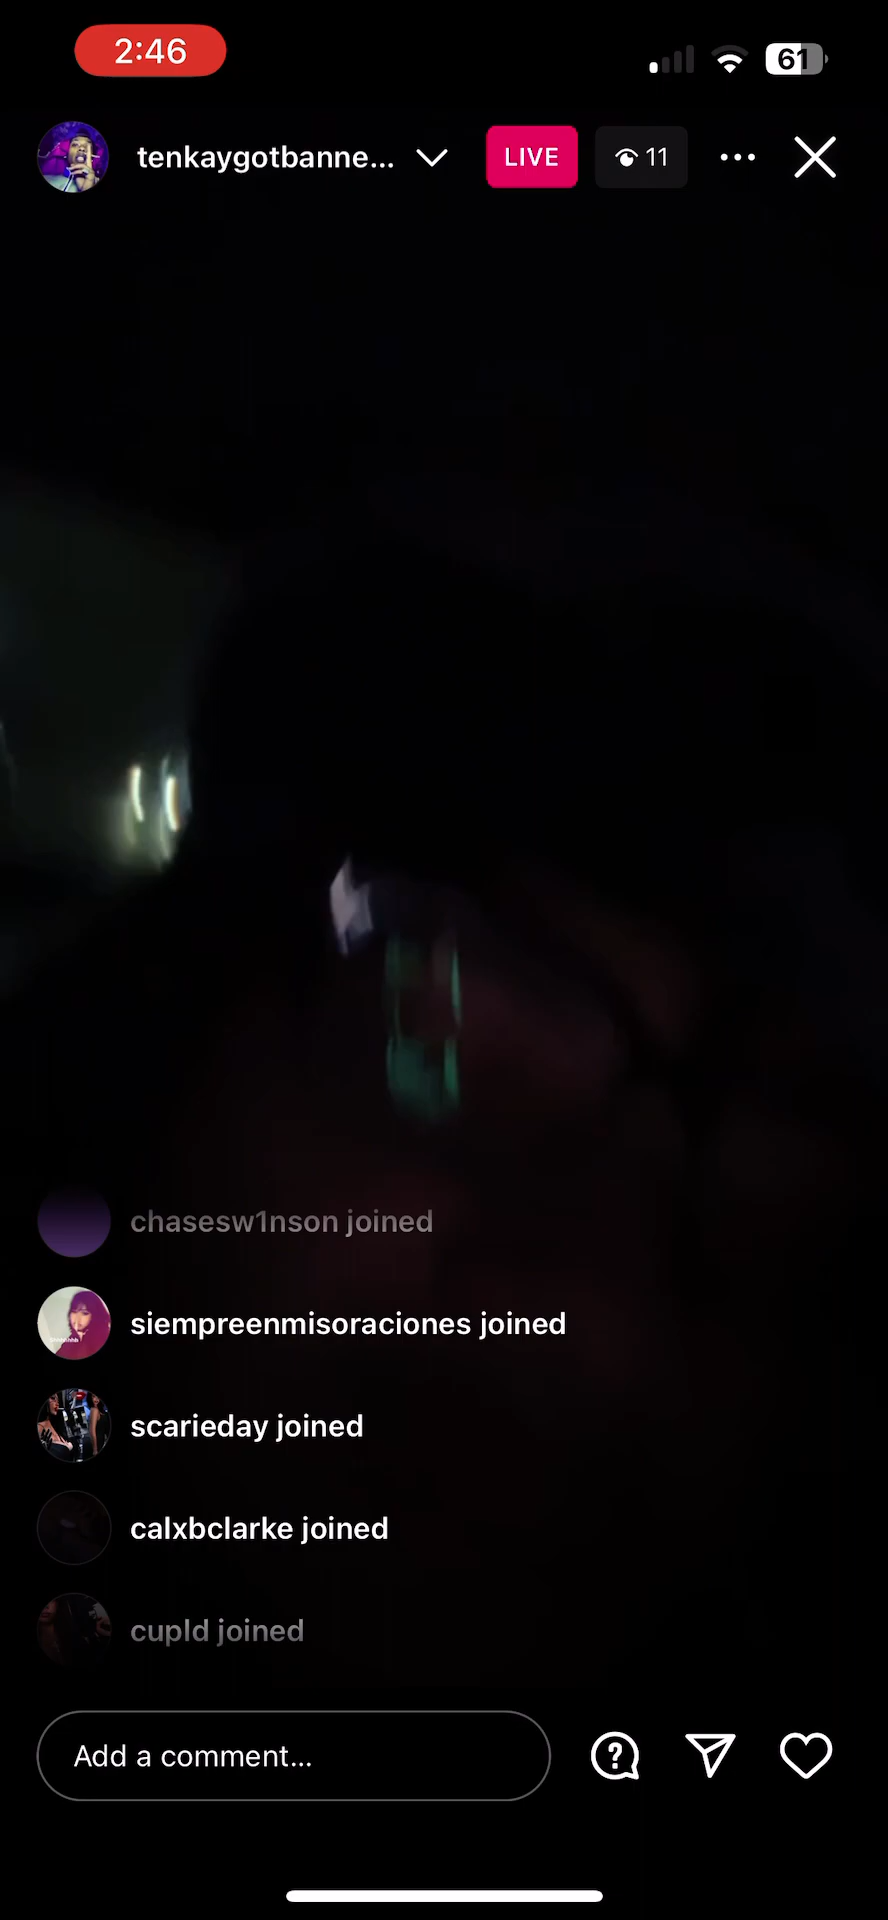 2:46
61
tenkaygotbanne...
LIVE
11
chasesw1nson joined
siempreenmisoraciones joined
scarieday joined
calxbclarke joined
cupld joined
Add a comment...